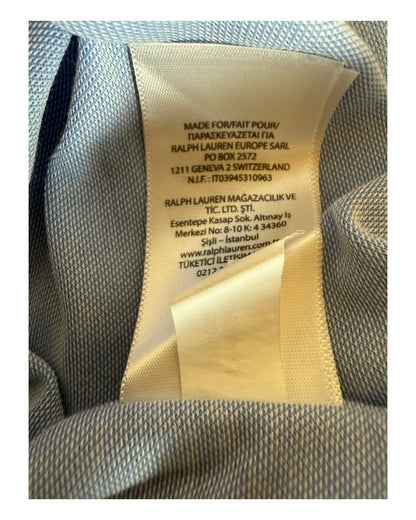 MADE FOR/FAIT POUR/
ΠΑΡΑΣΚΕΥΑΖΕΤΑΙ ΓΙΑ
RALPH LAUREN EUROPE SARL
PO BOX 2572
1211 GENEVA 2 SWITZERLAND
N.I.F.: IT03945310963
RALPH LAUREN MAĞAZACILIK VE
TİC. LTD. ŞTİ.
Esentepe Kasap Sok. Altınay İş
Merkezi No: 8-10 K: 4 34360
Şişli – İstanbul
www.ralphlauren.com.tr
TÜKETİCİ İLETİŞİM
0212